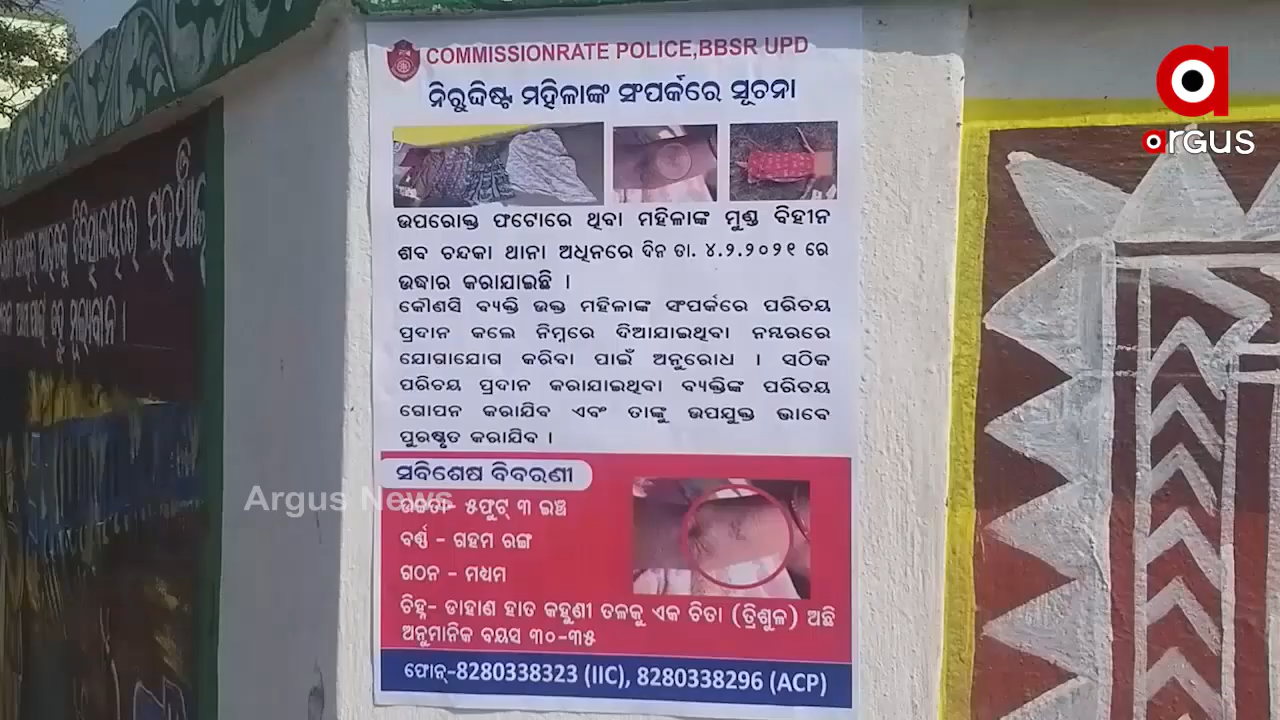 COMMISSIONRATE POLICE,BBSR UPD
ନିରୁଦ୍ଦିଷ୍ଟ ମହିଳାଙ୍କ ସଂପର୍କରେ ସୂଚନା
argus
ଉପରୋକ୍ତ ଫଟୋରେ ଥିବା ମହିଳାଙ୍କ ମୁଣ୍ଡ ବିହୀନ
ଶବ ଚନ୍ଦକା ଥାନା ଅଧିନରେ ଦିନ ତା. ୪.୨.୨୦୨୧ ରେ
ଉଦ୍ଧାର କରାଯାଇଛି ।
କୌଣସି ବ୍ୟକ୍ତି ଉକ୍ତ ମହିଳାଙ୍କ ସଂପର୍କରେ ପରିଚୟ
ପ୍ରଦାନ କଲେ ନିମ୍ନରେ ଦିଆଯାଇଥିବା ନମ୍ବରରେ
ଯୋଗାଯୋଗ କରିବା ପାଇଁ ଅନୁରୋଧ । ସଠିକ
ପରିଚୟ ପ୍ରଦାନ କରାଯାଇଥିବା ବ୍ୟକ୍ତିଙ୍କ ପରିଚୟ
ଗୋପନ କରାଯିବ ଏବଂ ତାଙ୍କୁ ଉପଯୁକ୍ତ ଭାବେ
ପୁରଷ୍କୃତ କରାଯିବ ।
ସବିଶେଷ ବିବରଣୀ
Argus News
ଉଚ୍ଚତା- ୫ଫୁଟ୍ ୩ ଇଞ୍ଚ
ବର୍ଣ୍ଣ - ଗହମ ରଙ୍ଗ
ଗଠନ - ମଧ୍ୟମ
ଚିହ୍ନ- ଡାହାଣ ହାତ କହୁଣୀ ତଳକୁ ଏକ ଚିତା (ତ୍ରିଶୁଳ) ଅଛି
ଅନୁମାନିକ ବୟସ ୩୦-୩୫
ଫୋନ୍-8280338323 (IIC), 8280338296 (ACP)